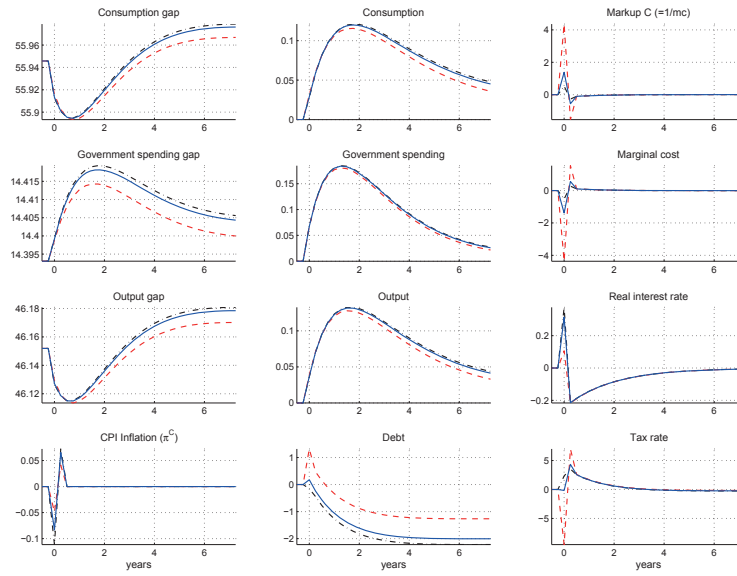 Consumption gap
55.96
55.94
55.92
55.9
0 2 4 6
Consumption
0.1
0.05
0
0 2 4 6
Markup C (=1/mc)
4
2
0
0 2 4 6
Government spending gap
14.415
14.41
14.405
14.4
14.395
0 2 4 6
Government spending
0.15
0.1
0.05
0
0 2 4 6
Marginal cost
0
−2
−4
0 2 4 6
Output gap
46.18
46.16
46.14
46.12
0 2 4 6
Output
0.1
0.05
0
0 2 4 6
Real interest rate
0.2
0
−0.2
0 2 4 6
CPI Inflation (π^C)
0.05
0
−0.05
−0.1
0 2 4 6
years
Debt
1
0
−1
−2
0 2 4 6
years
Tax rate
5
0
−5
0 2 4 6
years